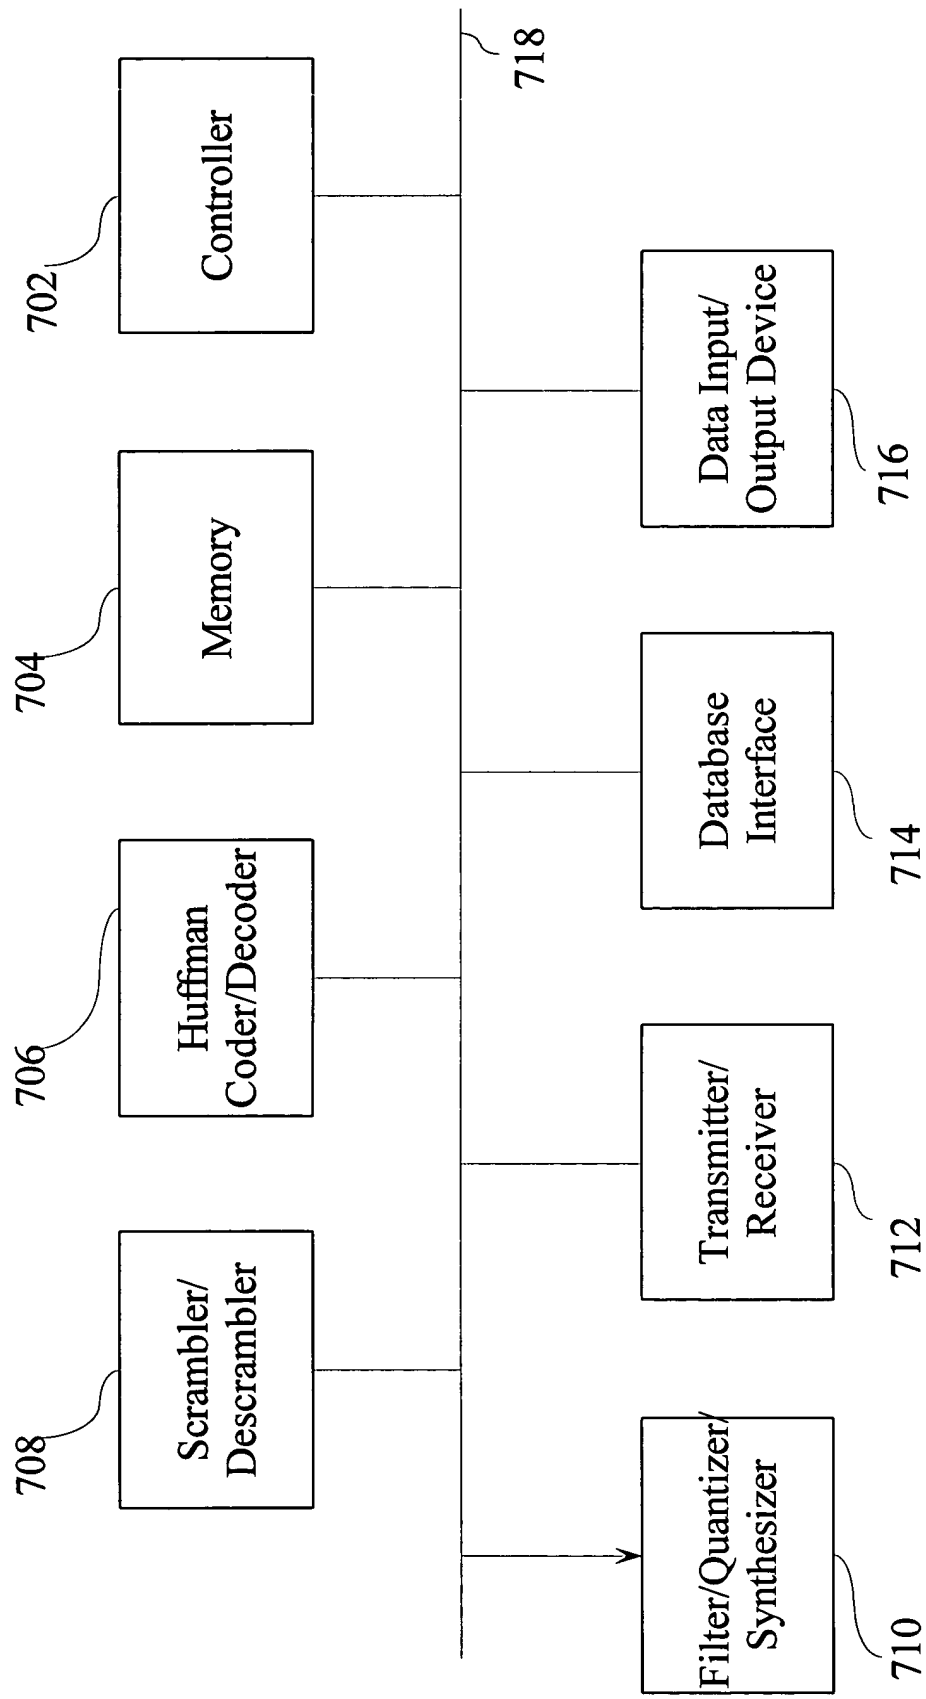 708
Scrambler/
Descrambler
706
Huffman
Coder/Decoder
704
Memory
702
Controller
718
Filter/Quantizer/
Synthesizer
710
Transmitter/
Receiver
712
Database
Interface
714
Data Input/
Output Device
716